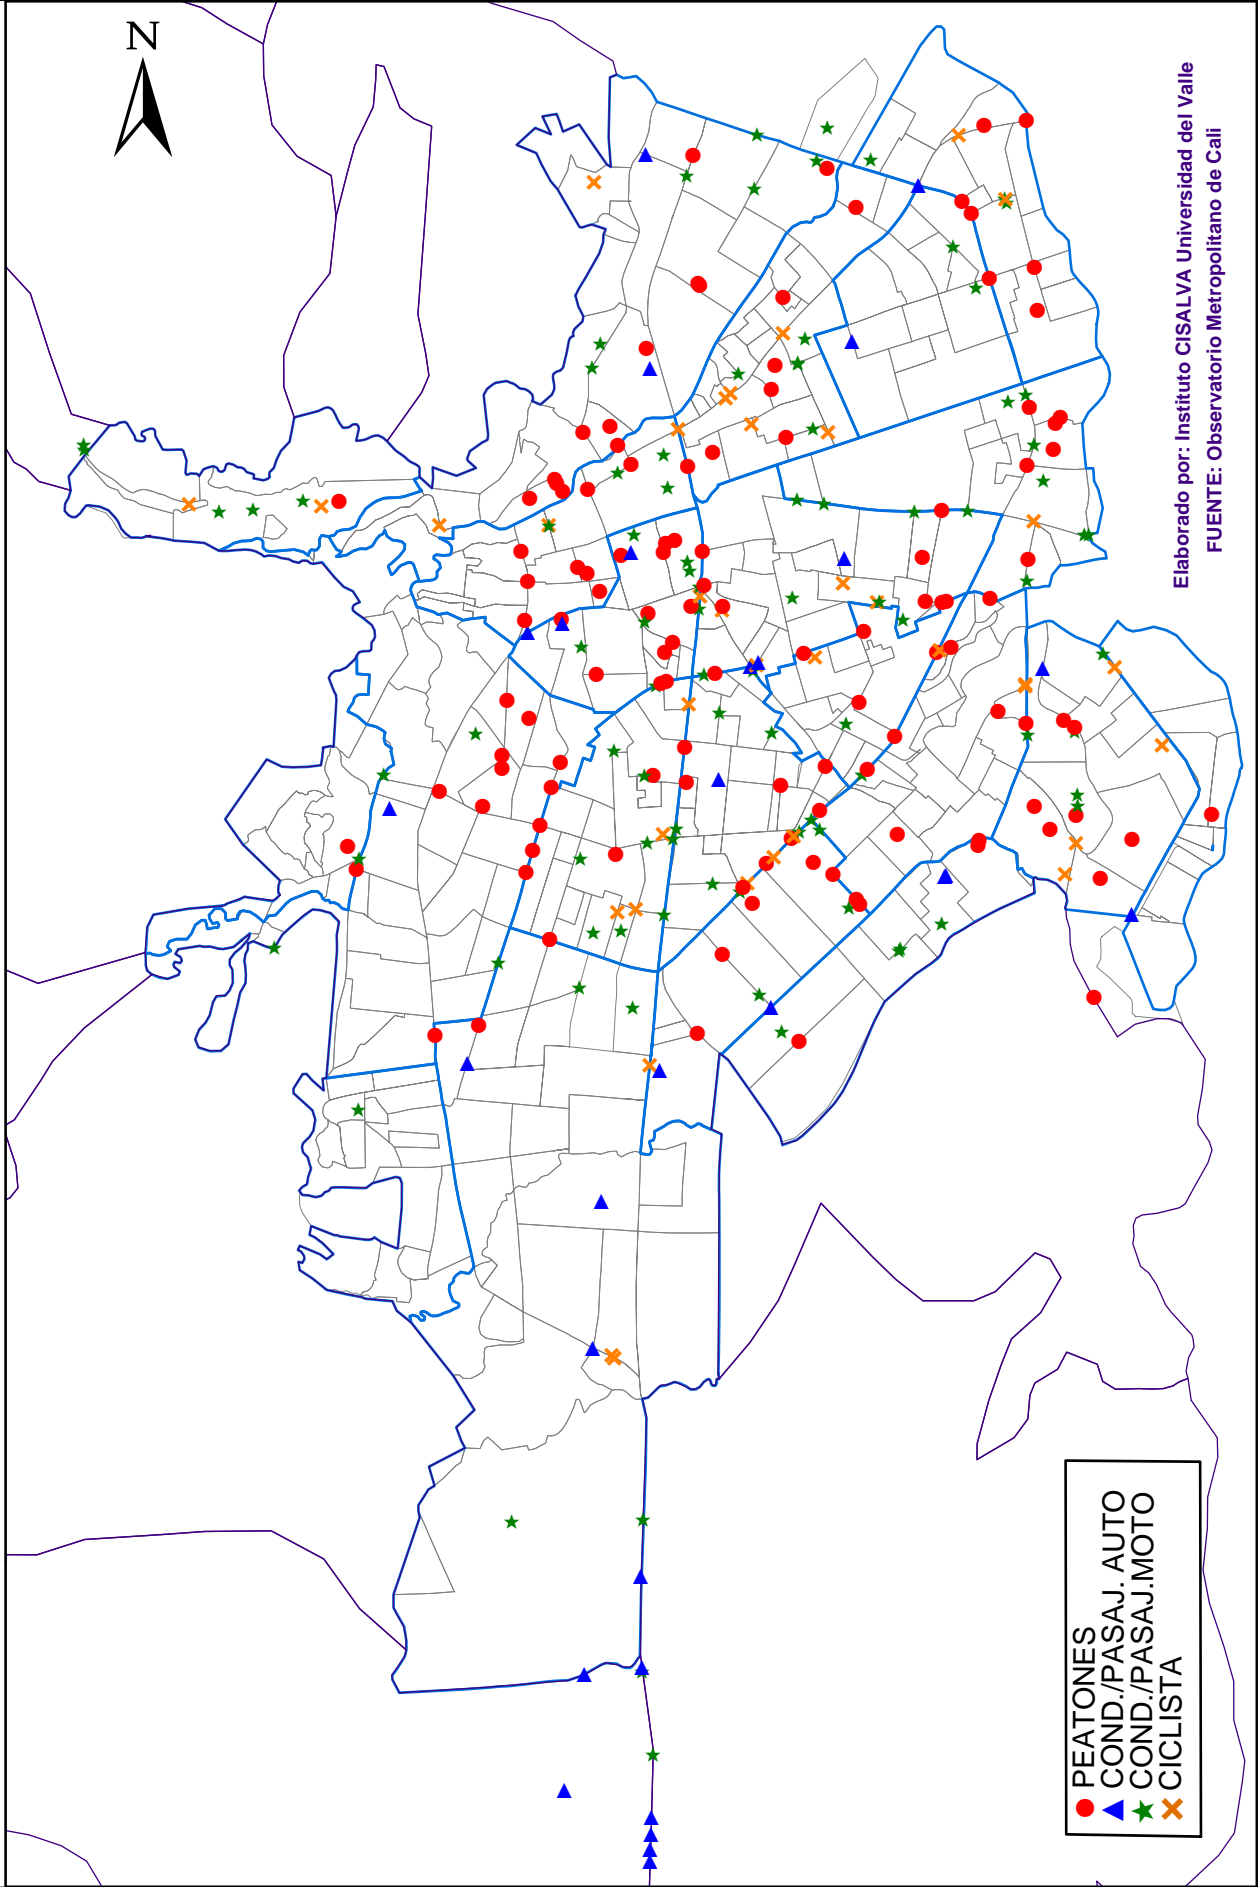 N
Elaborado por: Instituto CISALVA Universidad del Valle
FUENTE: Observatorio Metropolitano de Cali
PEATONES
COND./PASAJ. AUTO
COND./PASAJ.MOTO
CICLISTA